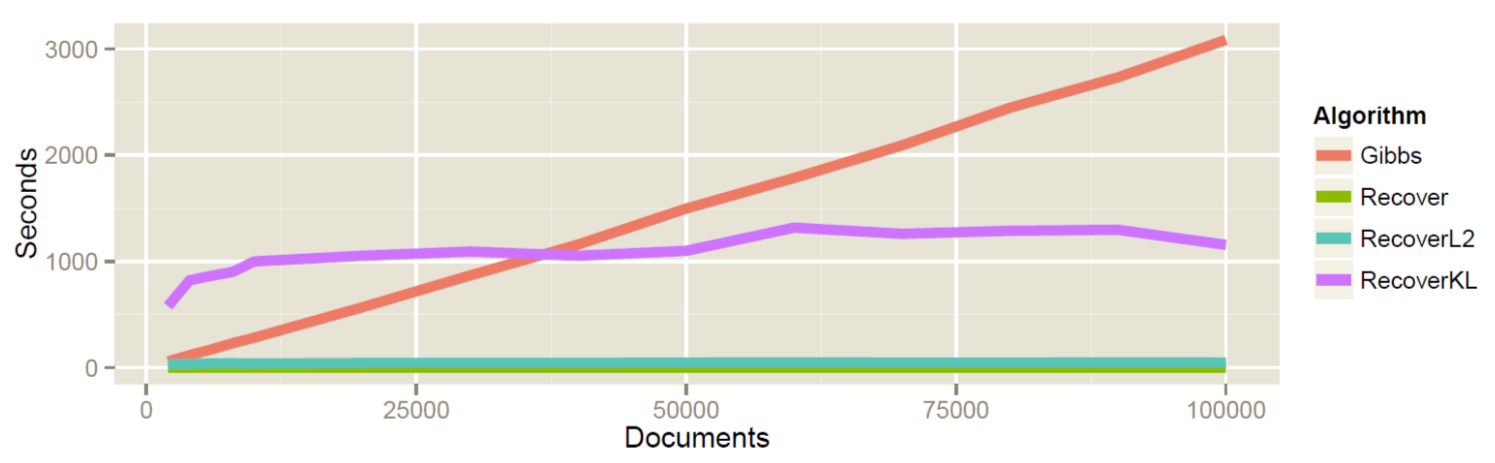 Seconds
3000
2000
1000
0
0 25000 50000 75000 100000
Documents
Algorithm
Gibbs
Recover
RecoverL2
RecoverKL